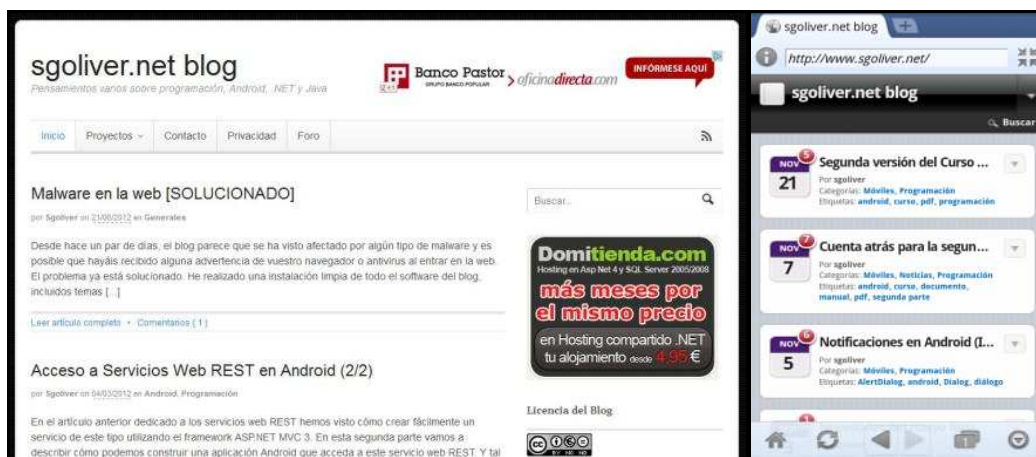 sgoliver.net blog
Pensamientos varios sobre programación, Android, .NET y Java
Banco Pastor
GRUPO BANCO POPULAR
oficinadirecta.com
INFÓRMESE AQUÍ
Inicio Proyectos Contacto Privacidad Foro
Malware en la web [SOLUCIONADO]
por Sgoliver on 21/06/2012 en Generales
Desde hace un par de días, el blog parece que se ha visto afectado por algún tipo de malware y es
posible que hayáis recibido alguna advertencia de vuestro navegador o antivirus al entrar en la web.
El problema ya está solucionado. He realizado una instalación limpia de todo el software del blog,
incluidos temas [...]
Leer artículo completo • Comentarios ( 1 )
Acceso a Servicios Web REST en Android (2/2)
por Sgoliver on 04/03/2012 en Android, Programación
En el artículo anterior dedicado a los servicios web REST hemos visto cómo crear fácilmente un
servicio de este tipo utilizando el framework ASP.NET MVC 3. En esta segunda parte vamos a
describir cómo podemos construir una aplicación Android que acceda a este servicio web REST. Y tal
Buscar..
Domitienda.com
Hosting en Asp Net 4 y SQL Server 2005/2008
más meses por
el mismo precio
en Hosting compartido .NET
tu alojamiento desde 4,95 €
Licencia del Blog
sgoliver.net blog
http://www.sgoliver.net/
sgoliver.net blog
Buscar
NOV 5
21
Segunda versión del Curso ...
Por sgoliver
Categorías: Móviles, Programación
Etiquetas: android, curso, pdf, programación
NOV 7
7
Cuenta atrás para la segun...
Por sgoliver
Categorías: Móviles, Noticias, Programación
Etiquetas: android, curso, documento,
manual, pdf, segunda parte
NOV 6
5
Notificaciones en Android (I...
Por sgoliver
Categorías: Móviles, Programación
Etiquetas: AlertDialog, android, Dialog, diálogo